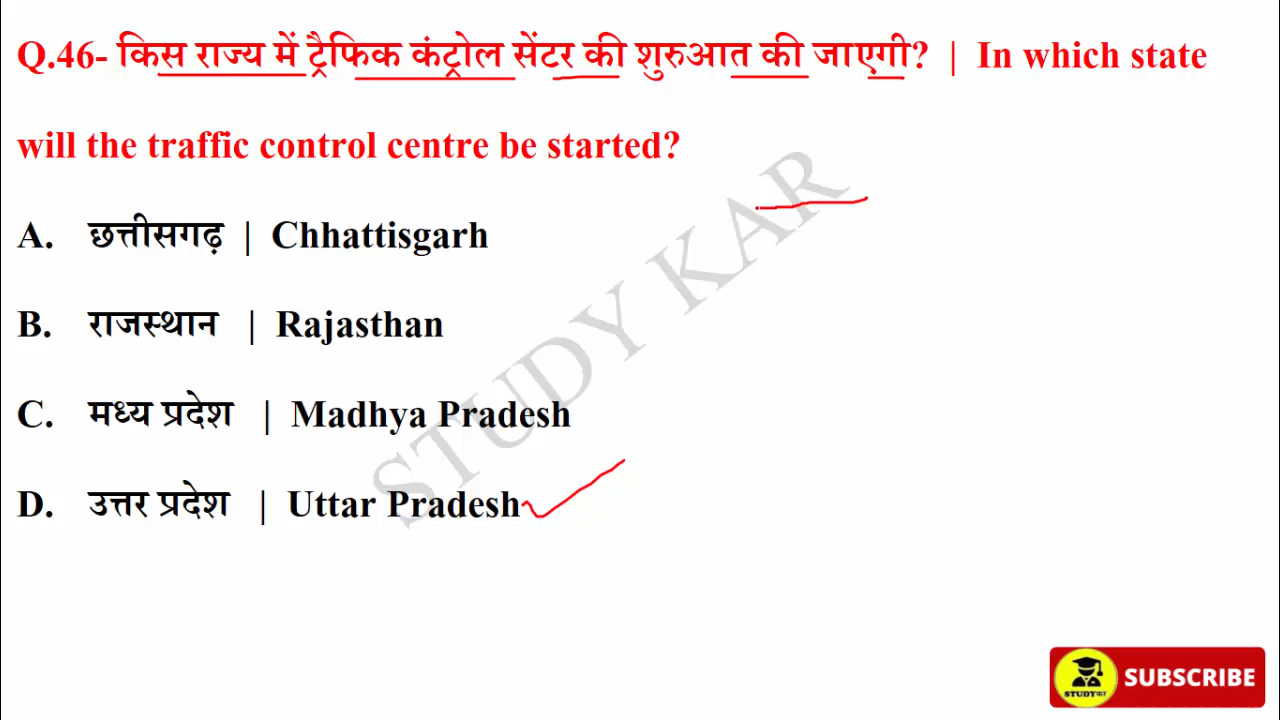 Q.46- किस राज्य में ट्रैफिक कंट्रोल सेंटर की शुरुआत की जाएगी? | In which state
will the traffic control centre be started?
A. छत्तीसगढ़ | Chhattisgarh
B. राजस्थान | Rajasthan
C. मध्य प्रदेश | Madhya Pradesh
D. उत्तर प्रदेश | Uttar Pradesh
STUDY KAR
SUBSCRIBE